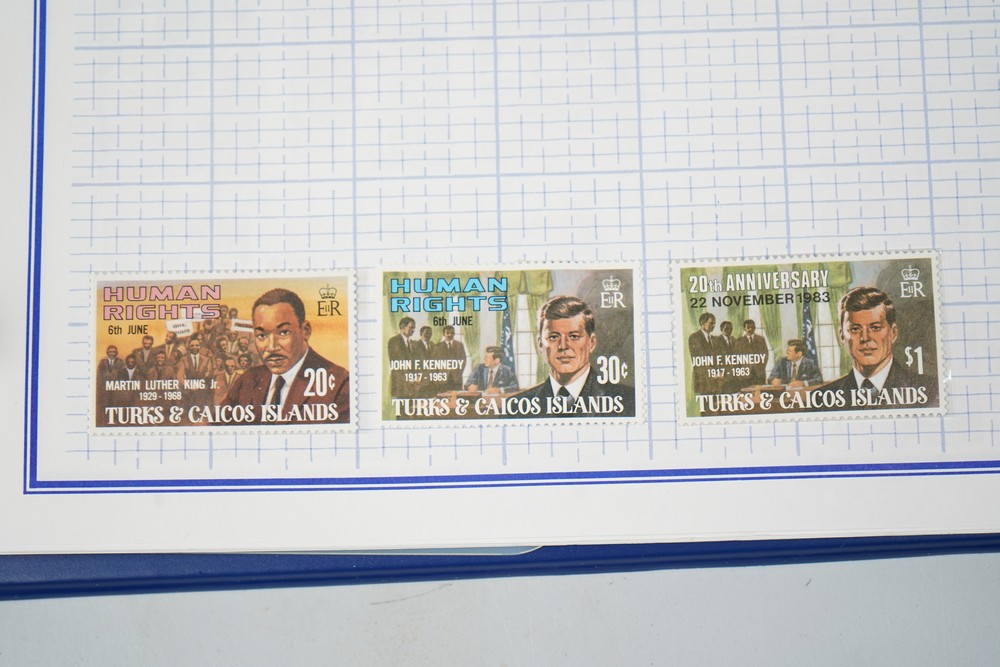 HUMAN
RIGHTS
6th JUNE
EIIR
MARTIN LUTHER KING Jr.
1929 - 1968
20¢
TURKS & CAICOS ISLANDS
HUMAN
RIGHTS
6th JUNE
EIIR
JOHN F. KENNEDY
1917 - 1963
30¢
TURKS & CAICOS ISLANDS
20th ANNIVERSARY
22 NOVEMBER 1983
EIIR
JOHN F. KENNEDY
1917 - 1963
$1
TURKS & CAICOS ISLANDS